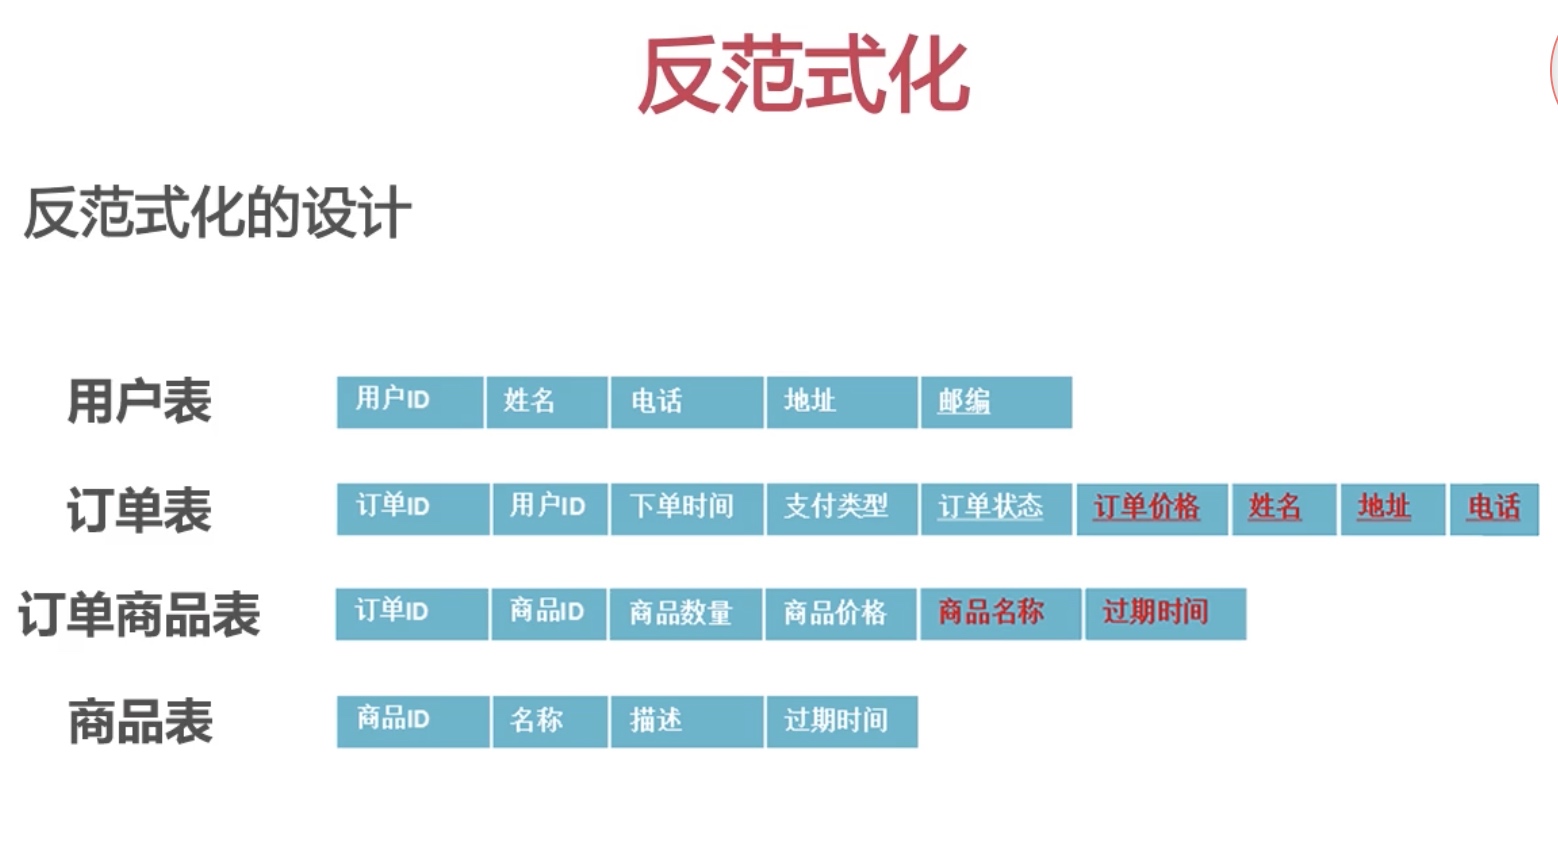 反范式化
反范式化的设计
用户表 用户ID 姓名 电话 地址 邮编
订单表 订单ID 用户ID 下单时间 支付类型 订单状态 订单价格 姓名 地址 电话
订单商品表 订单ID 商品ID 商品数量 商品价格 商品名称 过期时间
商品表 商品ID 名称 描述 过期时间